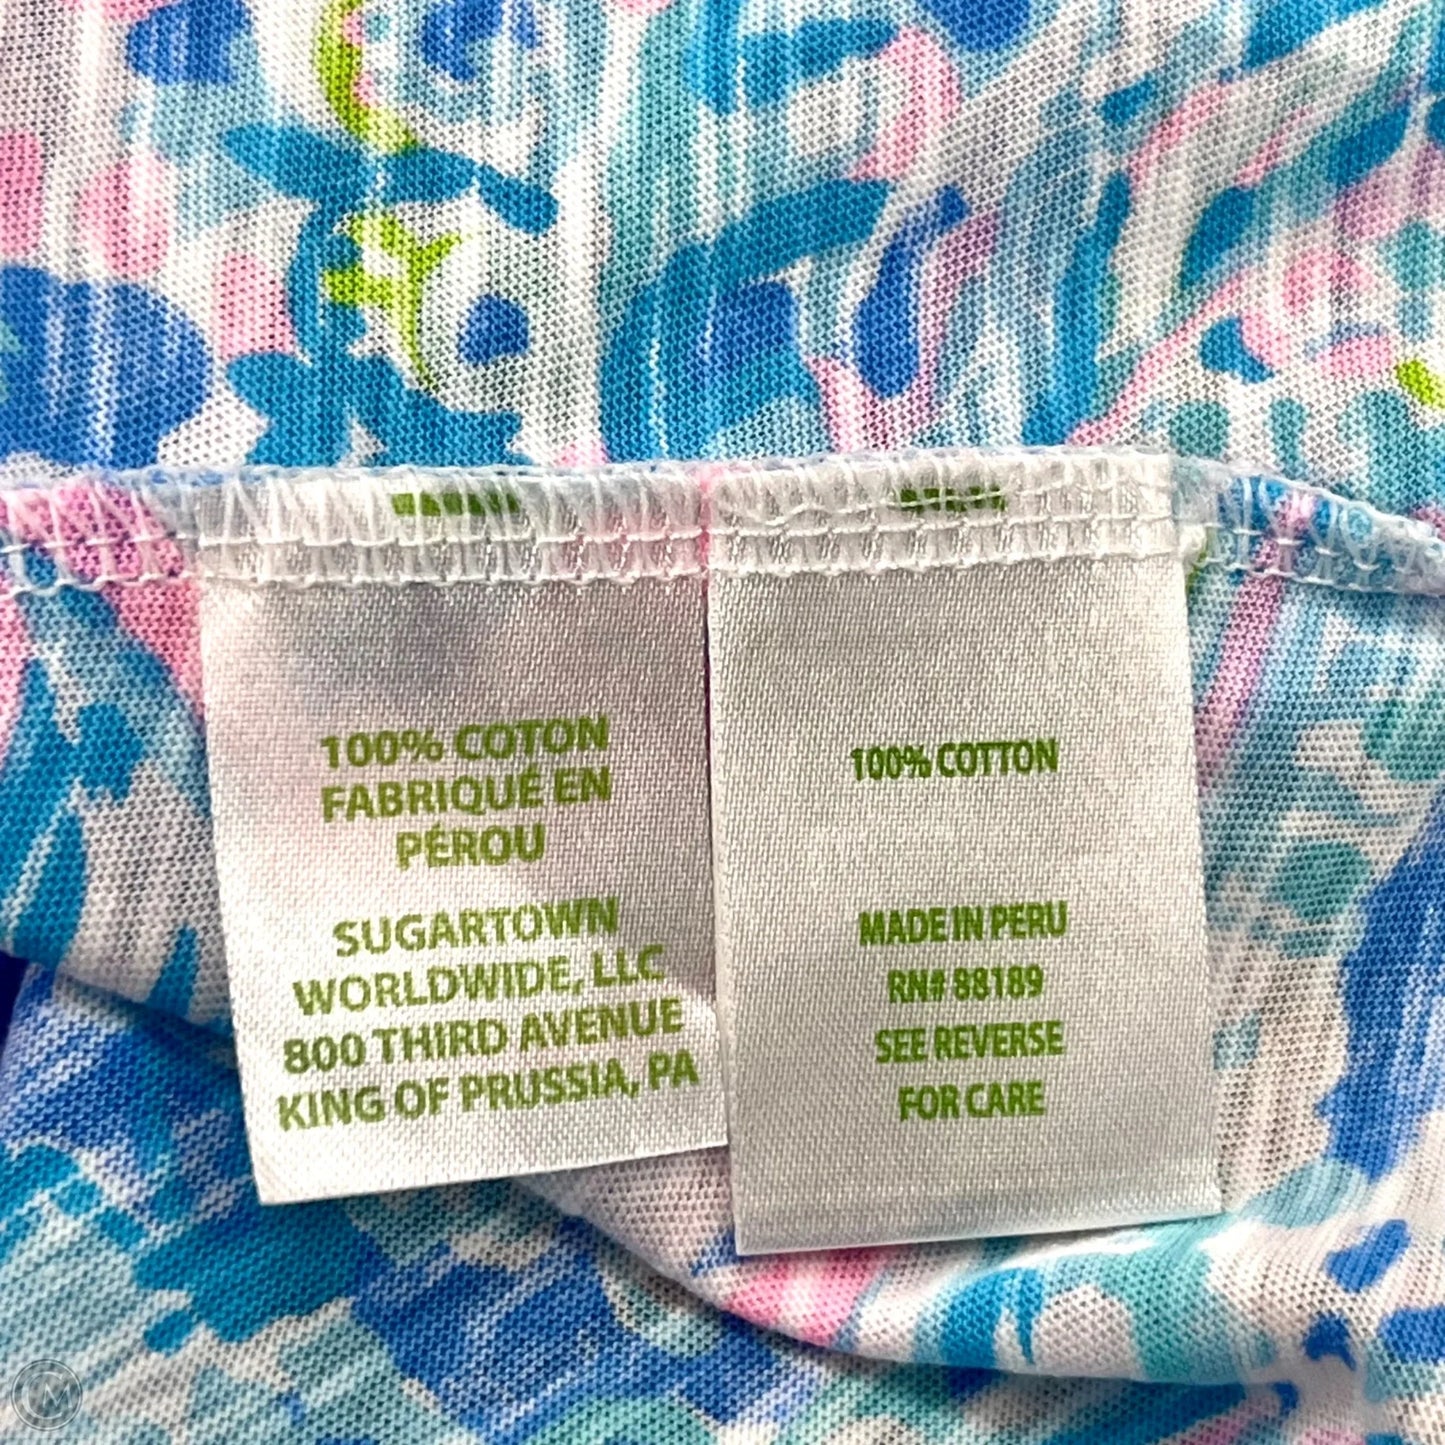 100% COTON
FABRIQUÉ EN
PÉROU
SUGARTOWN
WORLDWIDE, LLC
800 THIRD AVENUE
KING OF PRUSSIA, PA
100% COTTON
MADE IN PERU
RN# 98189
SEE REVERSE
FOR CARE